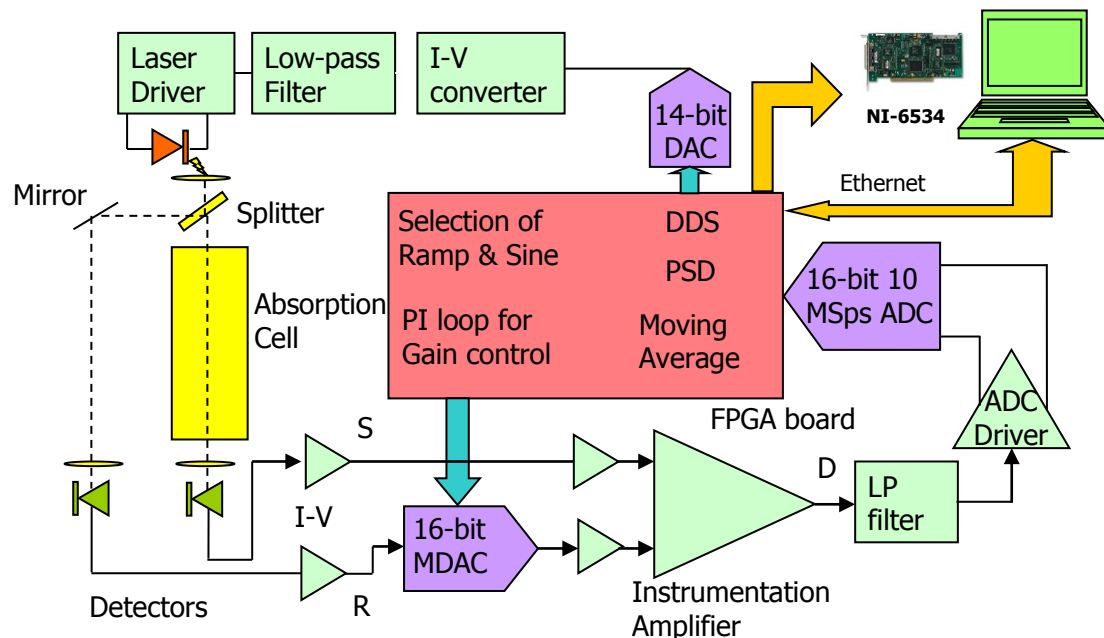 Laser
Driver
Low-pass
Filter
I-V
converter
14-bit
DAC
NI-6534
Ethernet
Mirror
Splitter
Absorption
Cell
Selection of
Ramp & Sine
PI loop for
Gain control
DDS
PSD
Moving
Average
16-bit 10
MSps ADC
FPGA board
ADC
Driver
S
I-V
R
16-bit
MDAC
D
LP
filter
Instrumentation
Amplifier
Detectors